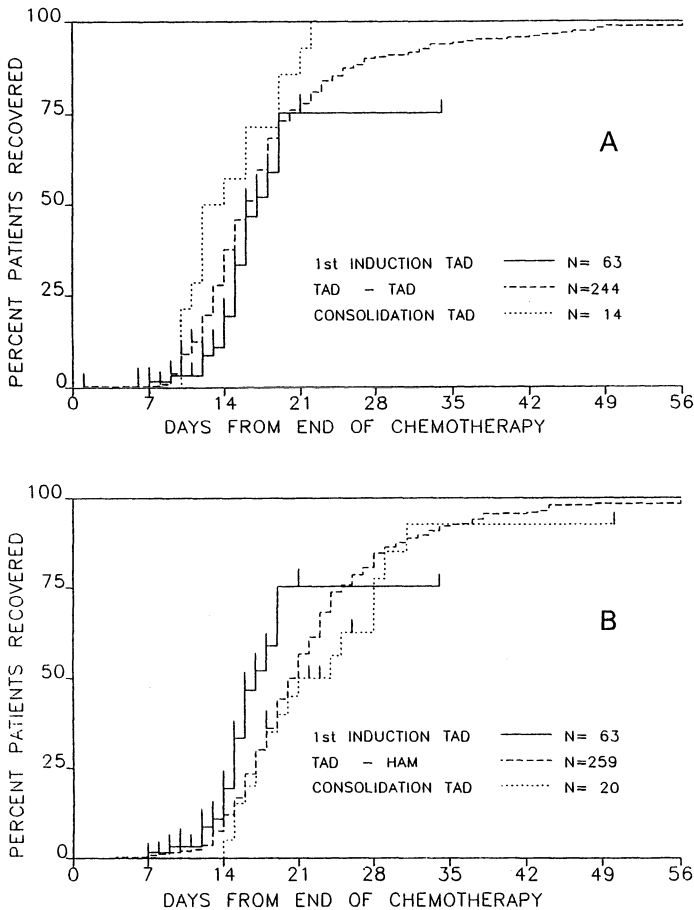 100
75
50
25
0
PERCENT PATIENTS RECOVERED
A
1st INDUCTION TAD N= 63
TAD - TAD N=244
CONSOLIDATION TAD N= 14
0 7 14 21 28 35 42 49 56
DAYS FROM END OF CHEMOTHERAPY
100
75
50
25
0
PERCENT PATIENTS RECOVERED
B
1st INDUCTION TAD N= 63
TAD - HAM N=259
CONSOLIDATION TAD N= 20
0 7 14 21 28 35 42 49 56
DAYS FROM END OF CHEMOTHERAPY